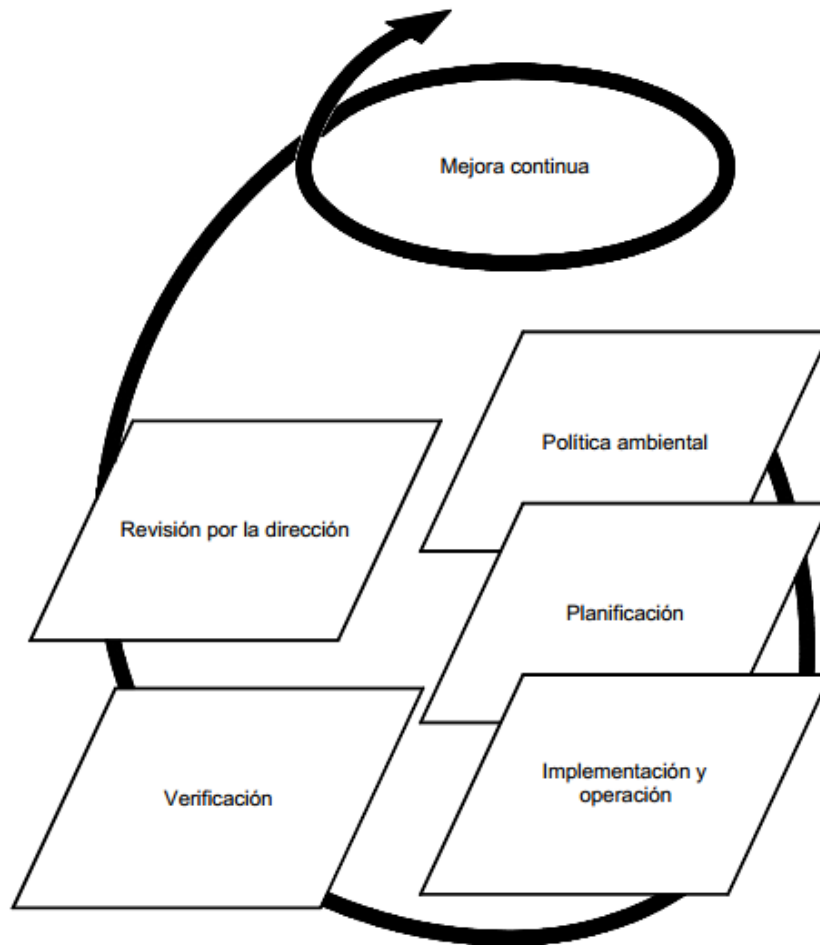 Mejora continua
Política ambiental
Revisión por la dirección
Planificación
Implementación y
operación
Verificación